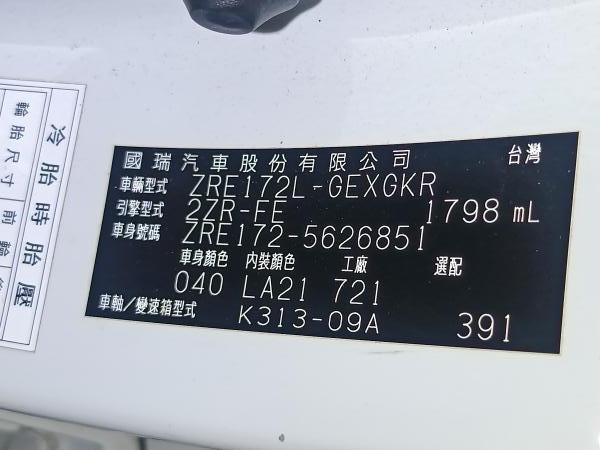 國瑞汽車股份有限公司 台灣
車輛型式 ZRE172L-GEXGKR
引擎型式 2ZR-FE 1798 mL
車身號碼 ZRE172-5626851
車身顏色 內裝顏色 工廠 選配
040 LA21 721
車軸/變速箱型式 K313-09A 391
冷胎時胎壓
輪胎尺寸
前輪